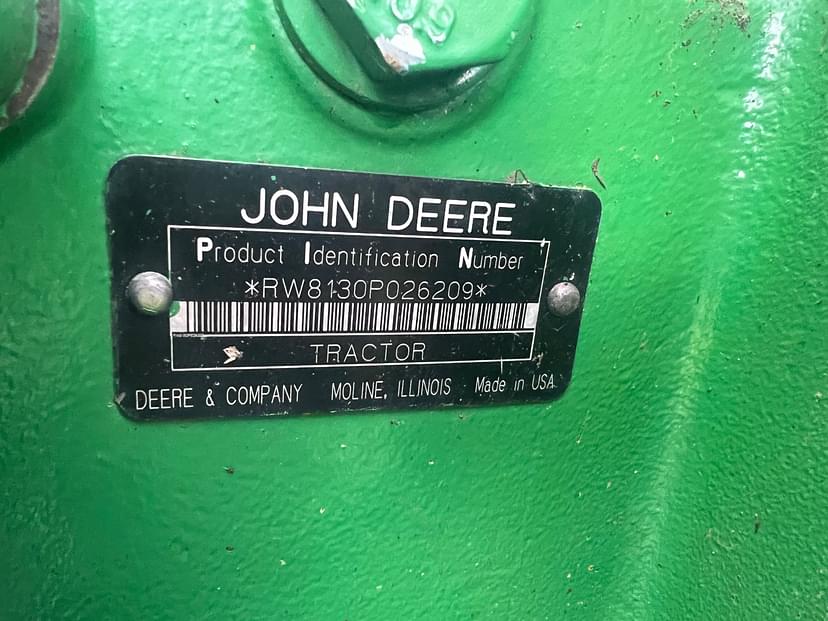 JOHN DEERE
Product Identification Number
*RW8130P026209*
TRACTOR
DEERE & COMPANY MOLINE, ILLINOIS Made in USA